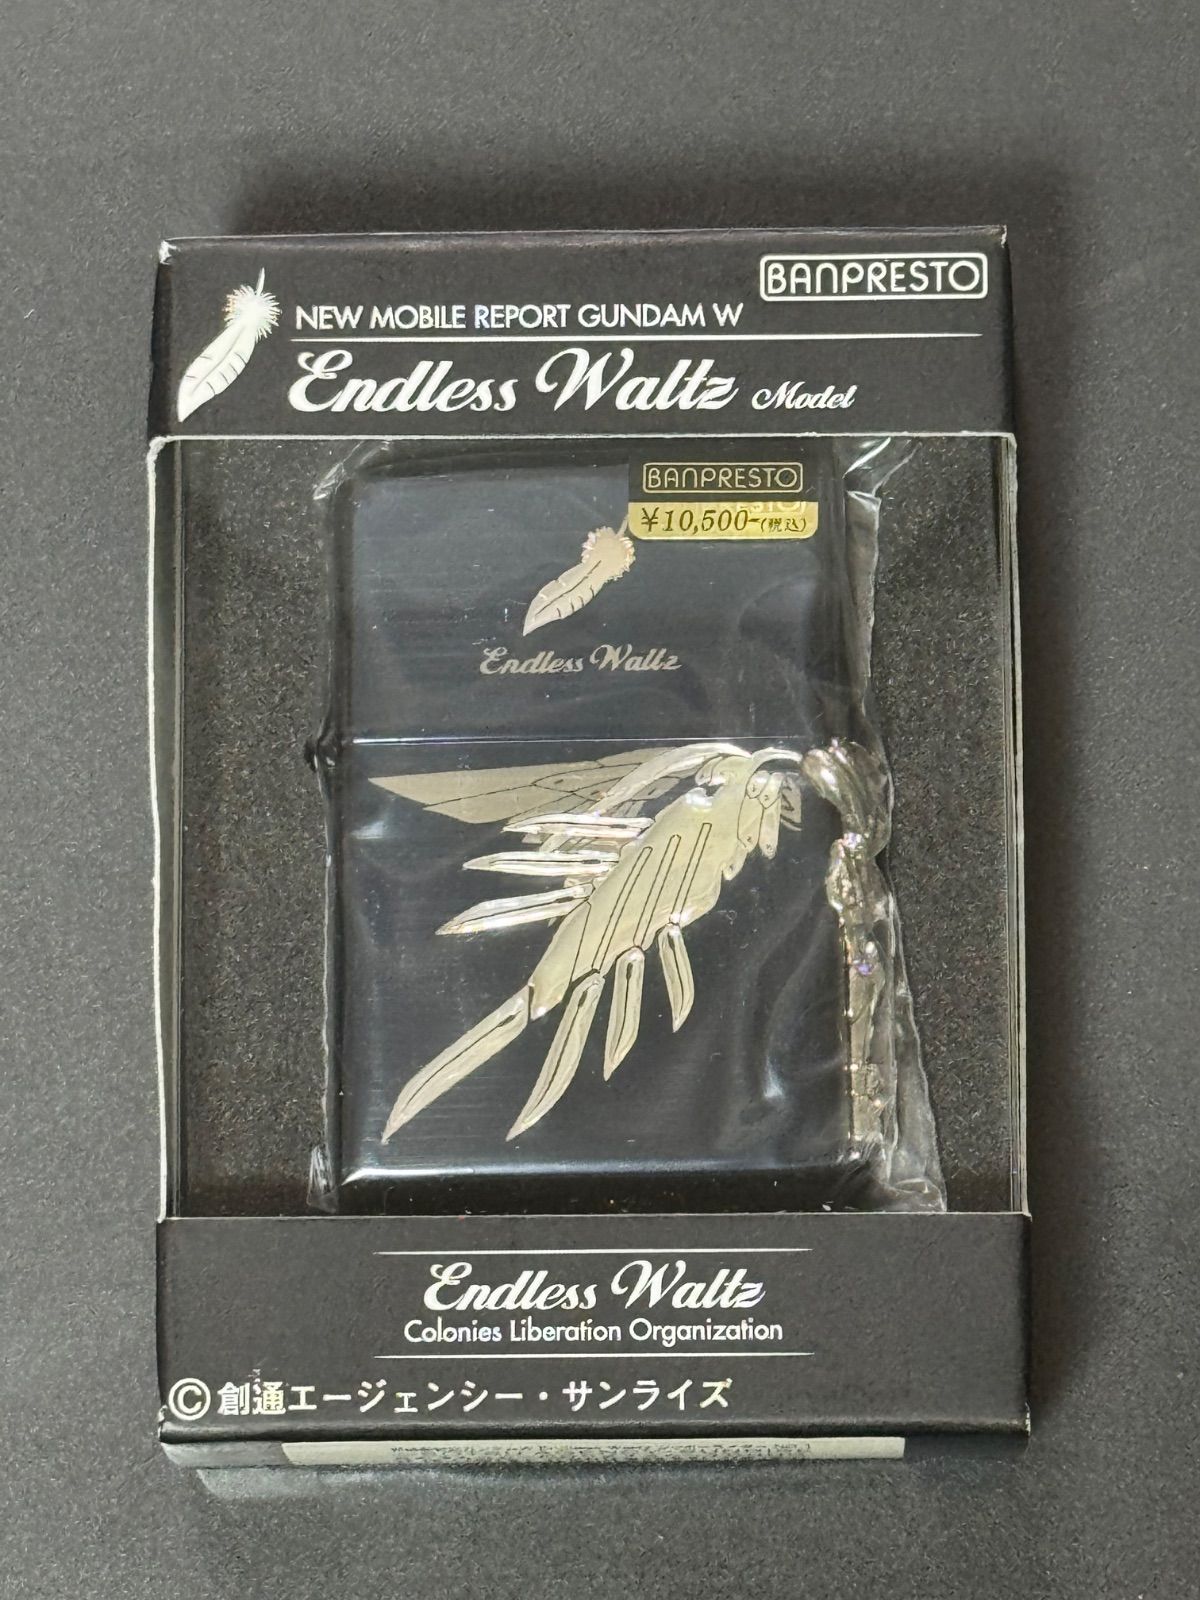 BANPRESTO
NEW MOBILE REPORT GUNDAM W
Endless Waltz Model
BANPRESTO
¥10,500-(税込)
Endless Waltz
Endless Waltz
Colonies Liberation Organization
©創通エージェンシー・サンライズ